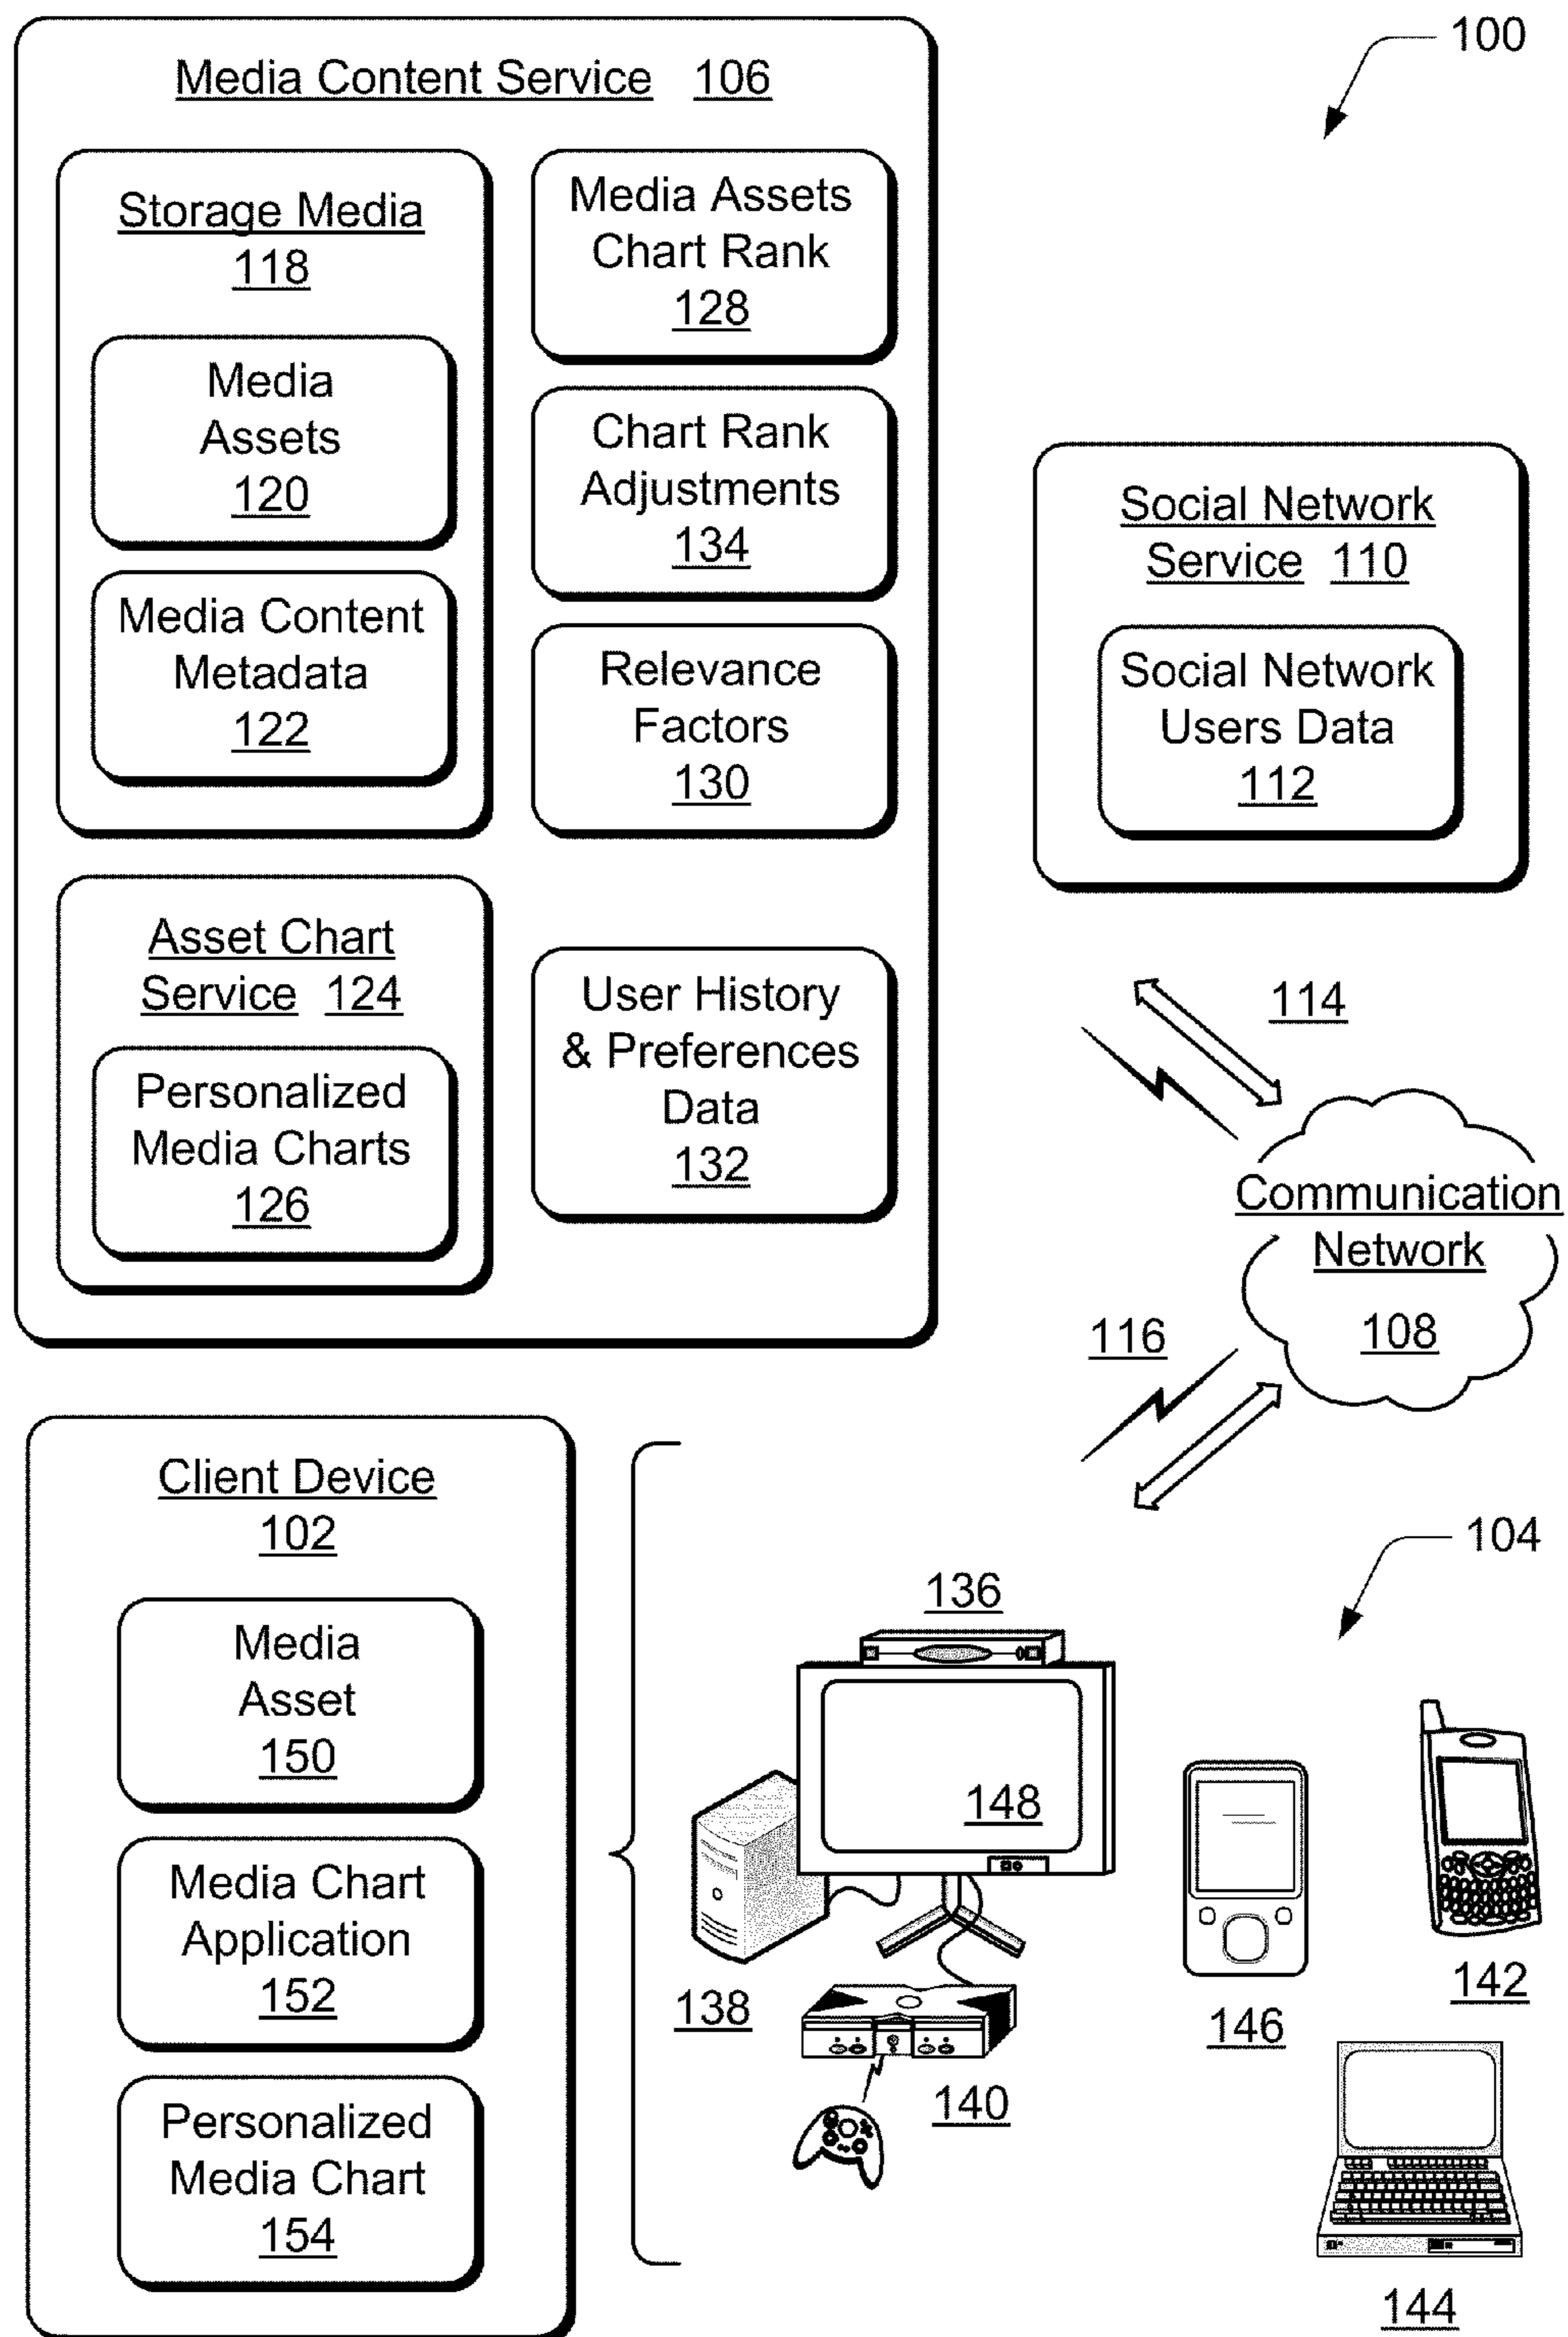 100
Media Content Service 106
Storage Media
118
Media
Assets
120
Media Content
Metadata
122
Media Assets
Chart Rank
128
Chart Rank
Adjustments
134
Relevance
Factors
130
Asset Chart
Service 124
Personalized
Media Charts
126
User History
& Preferences
Data
132
Social Network
Service 110
Social Network
Users Data
112
114
Communication
Network
108
116
Client Device
102
Media
Asset
150
Media Chart
Application
152
Personalized
Media Chart
154
104
136
148
138
140
146
142
144